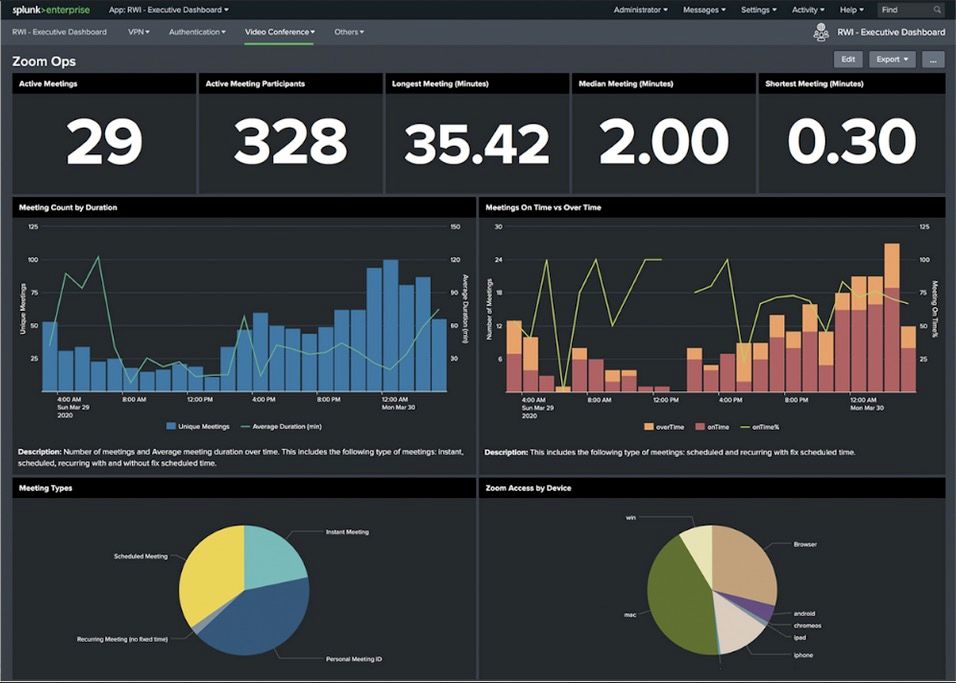 splunk>enterprise App: RWI - Executive Dashboard Administrator Messages Settings Activity Help Find
RWI - Executive Dashboard VPN Authentication Video Conference Others RWI - Executive Dashboard
Zoom Ops Edit Export ...
Active Meetings Active Meeting Participants Longest Meeting (Minutes) Median Meeting (Minutes) Shortest Meeting (Minutes)
29 328 35.42 2.00 0.30
Meeting Count by Duration
125
100
75
50
25
Unique Meetings
150
120
90
60
30
Average Duration (min)
4:00 AM 8:00 AM 12:00 PM 4:00 PM 8:00 PM 12:00 AM
Sun Mar 29 Mon Mar 30
2020
Unique Meetings Average Duration (min)
Description: Number of meetings and Average meeting duration over time. This includes the following type of meetings: instant,
scheduled, recurring with and without fix scheduled time.
Meetings On Time vs Over Time
30
24
18
12
6
Number of Meetings
125
100
75
50
25
Meeting On Time%
4:00 AM 8:00 AM 12:00 PM 4:00 PM 8:00 PM 12:00 AM
Sun Mar 29 Mon Mar 30
2020
overTime onTime onTime%
Description: This includes the following type of meetings: scheduled and recurring with fix scheduled time.
Meeting Types
Instant Meeting
Scheduled Meeting
Recurring Meeting (no fixed time)
Personal Meeting ID
Zoom Access by Device
win
Browser
mac
android
chromeos
ipad
iphone